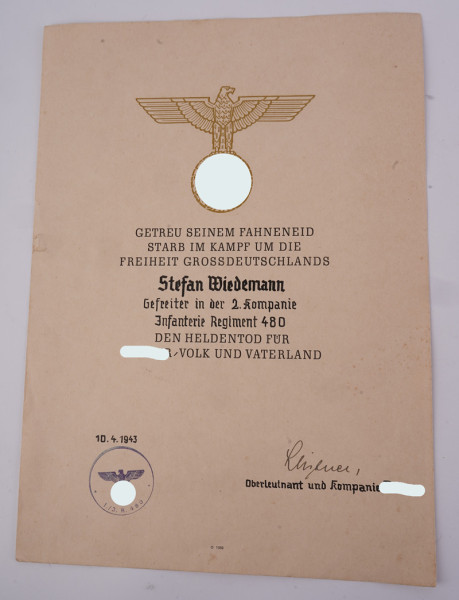 GETREU SEINEM FAHNENEID
STARB IM KAMPF UM DIE
FREIHEIT GROSSDEUTSCHLANDS
Stefan Wiedemann
Gefreiter in der 2. Kompanie
Infanterie Regiment 480
DEN HELDENTOD FÜR
R, VOLK UND VATERLAND
10.4.1943
Oberleutnant und Kompanie